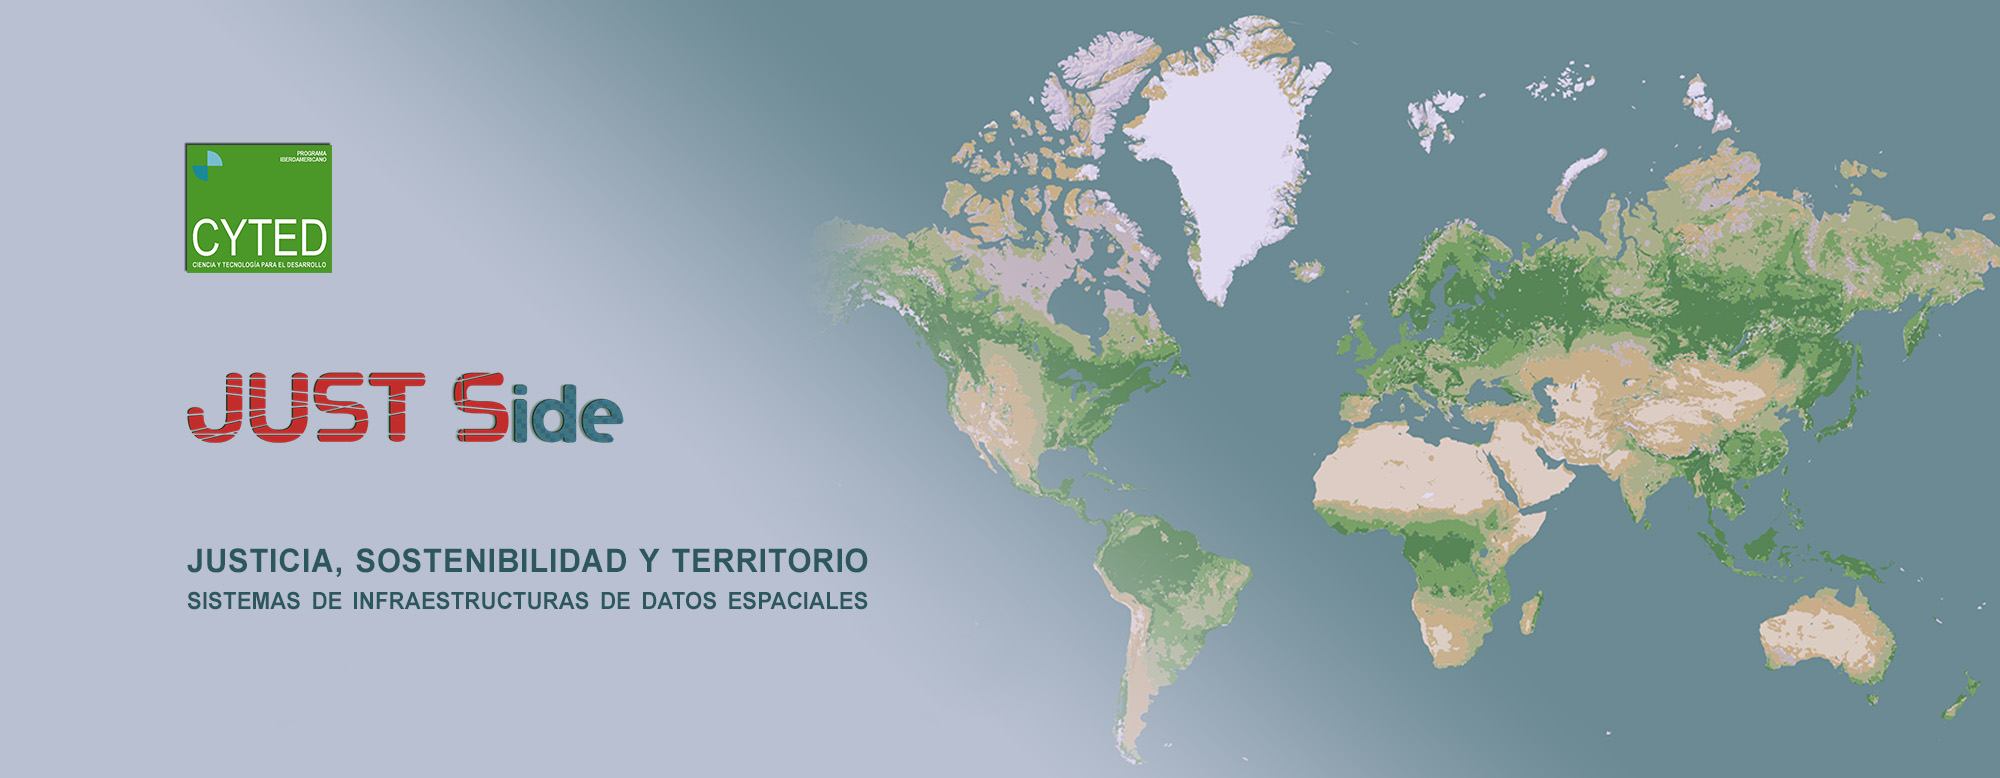 PROGRAMA
IBEROAMERICANO
CYTED
CIENCIA Y TECNOLOGÍA PARA EL DESARROLLO
JUST Side
JUSTICIA, SOSTENIBILIDAD Y TERRITORIO
SISTEMAS DE INFRAESTRUCTURAS DE DATOS ESPACIALES